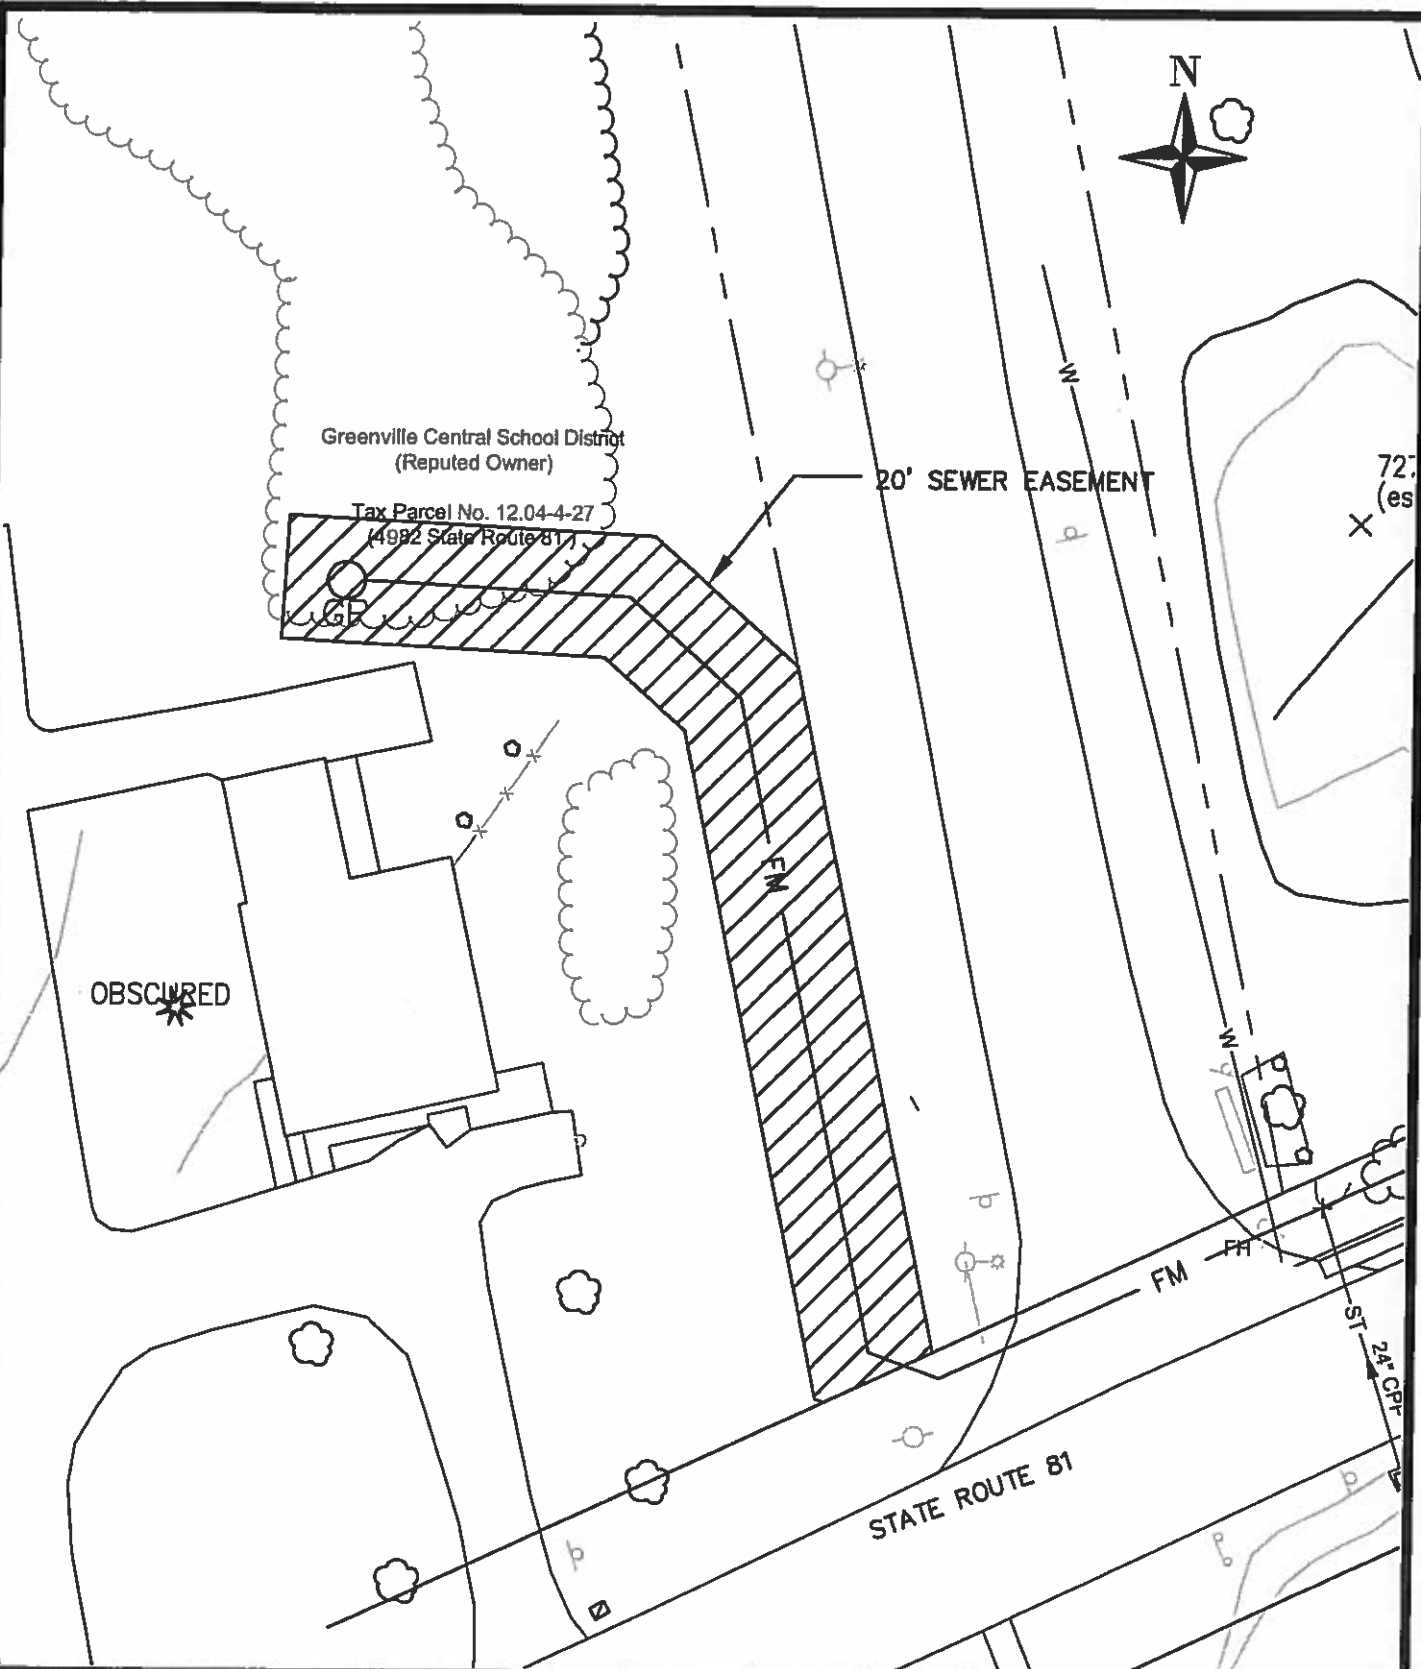 N
W
Greenville Central School District
(Reputed Owner)
20' SEWER EASEMENT
Tax Parcel No. 12.04-4-27
(4982 State Route 81)
GP
FM
OBSCURED
W
FM
FH
ST
24" CPP
STATE ROUTE 81